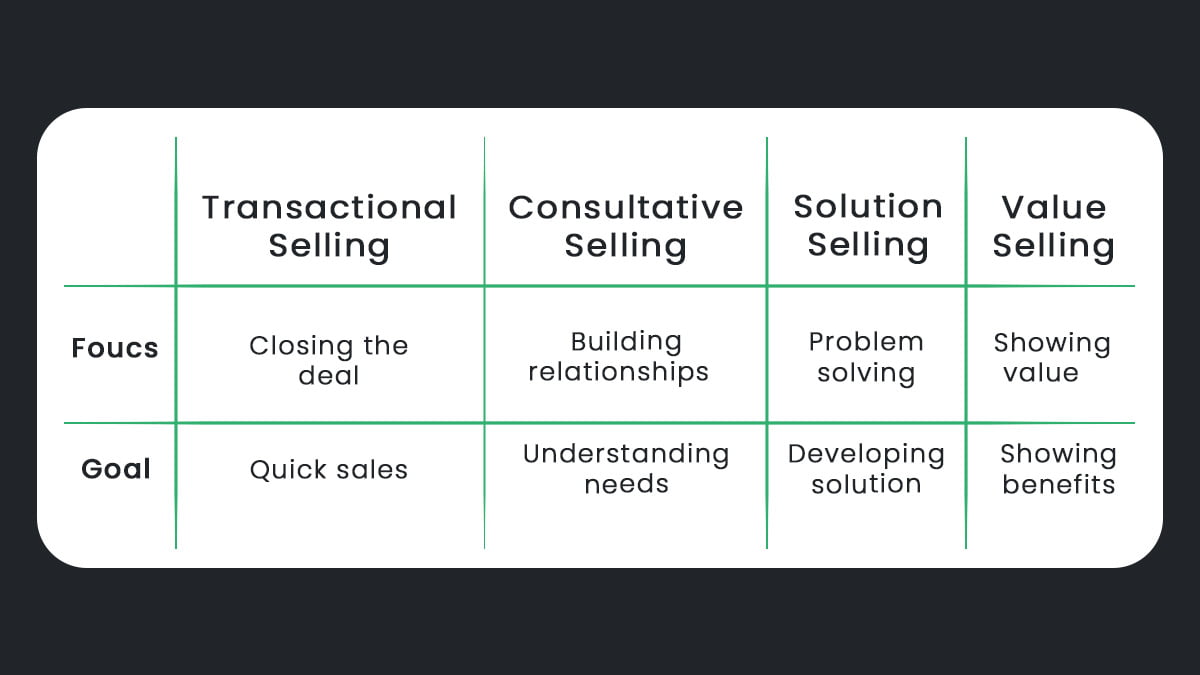 Transactional
Selling
Consultative
Selling
Solution
Selling
Value
Selling
Foucs
Closing the
deal
Building
relationships
Problem
solving
Showing
value
Goal
Quick sales
Understanding
needs
Developing
solution
Showing
benefits